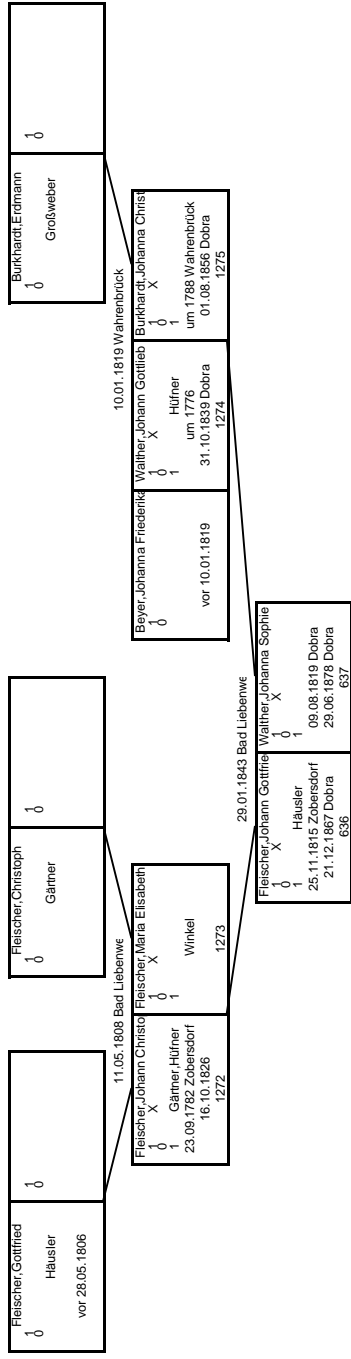 Fleischer,Gottfried
1
0
Häusler
vor 28.05.1806
1
0
Fleischer,Christoph
1
0
Gärtner
1
0
Burkhardt,Erdmann
1
0
Großweber
1
0
11.05.1808 Bad Liebenwe
10.01.1819 Wahrenbrück
Fleischer,Johann Christo
1 X
0
1 Gärtner,Hüfner
23.09.1782 Zobersdorf
16.10.1826
1272
Fleischer,Maria Elisabeth
1 X
0
1
Winkel
1273
Beyer,Johanna Friederika
1
0
vor 10.01.1819
Walther,Johann Gottlieb
1 X
0
1 Hüfner
um 1776
31.10.1839 Dobra
1274
Burkhardt,Johanna Christ
1 X
0
1
um 1788 Wahrenbrück
01.08.1856 Dobra
1275
29.01.1843 Bad Liebenwe
Fleischer,Johann Gottfrie
1 X
0
1 Häusler
25.11.1815 Zobersdorf
21.12.1867 Dobra
636
Walther,Johanna Sophie
1 X
0
1
09.08.1819 Dobra
29.06.1878 Dobra
637